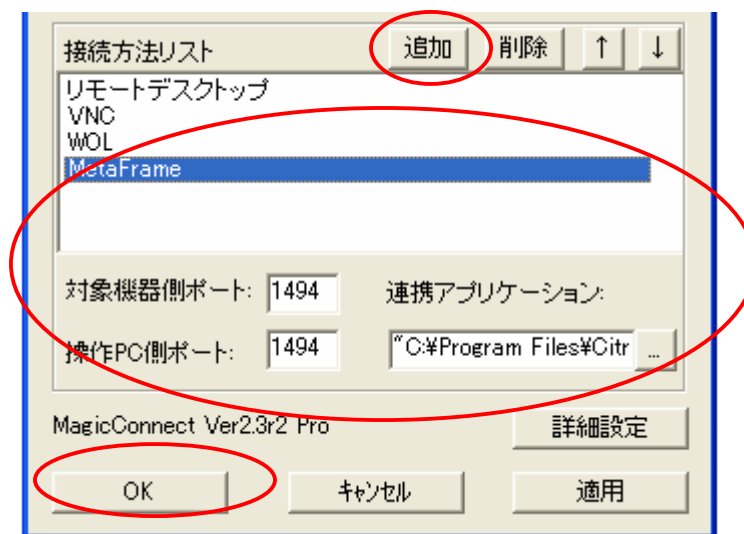 接続方法リスト 追加 削除 ↑ ↓
リモートデスクトップ
VNC
WOL
MetaFrame
対象機器側ポート: 1494 連携アプリケーション:
操作PC側ポート: 1494 "C:¥Program Files¥Citr ...
MagicConnect Ver2.3r2 Pro 詳細設定
OK キャンセル 適用